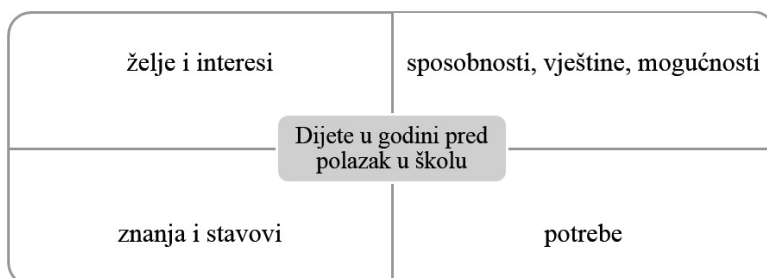 želje i interesi
sposobnosti, vještine, mogućnosti
Dijete u godini pred
polazak u školu
znanja i stavovi
potrebe